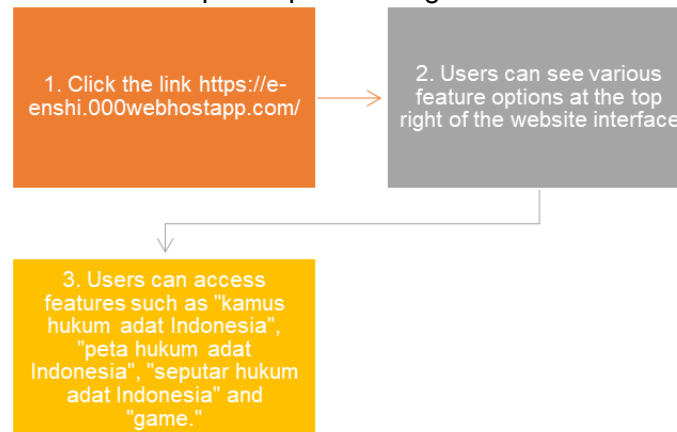 1. Click the link https://e-
enshi.000webhostapp.com/
2. Users can see various
feature options at the top
right of the website interface
3. Users can access
features such as "kamus
hukum adat Indonesia",
"peta hukum adat
Indonesia", "seputar hukum
adat Indonesia" and
"game."